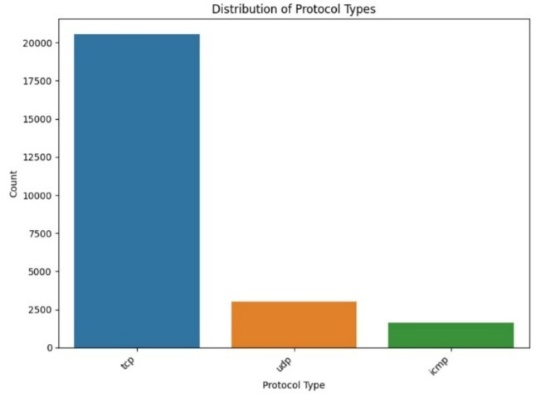 Distribution of Protocol Types
20000
17500
15000
12500
10000
7500
5000
2500
0
Count
tcp
udp
icmp
Protocol Type